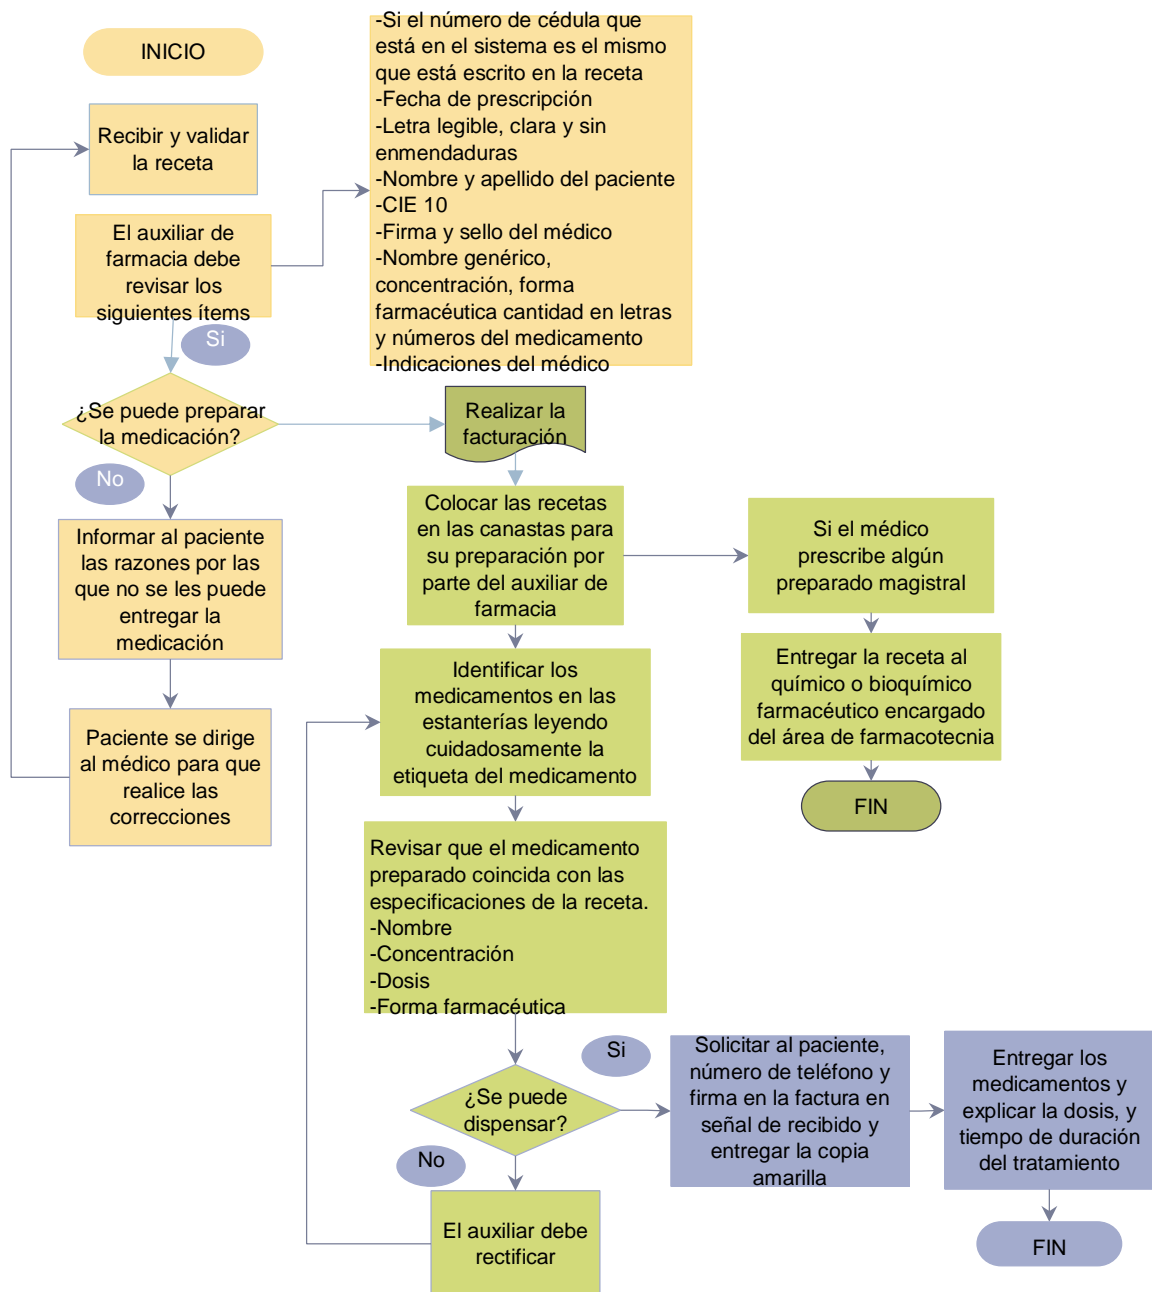 INICIO
Recibir y validar
la receta
El auxiliar de
farmacia debe
revisar los
siguientes ítems
-Si el número de cédula que
está en el sistema es el mismo
que está escrito en la receta
-Fecha de prescripción
-Letra legible, clara y sin
enmendaduras
-Nombre y apellido del paciente
-CIE 10
-Firma y sello del médico
-Nombre genérico,
concentración, forma
farmacéutica cantidad en letras
y números del medicamento
-Indicaciones del médico
Si
¿Se puede preparar
la medicación?
No
Informar al paciente
las razones por las
que no se les puede
entregar la
medicación
Paciente se dirige
al médico para que
realice las
correcciones
Realizar la
facturación
Colocar las recetas
en las canastas para
su preparación por
parte del auxiliar de
farmacia
Si el médico
prescribe algún
preparado magistral
Entregar la receta al
químico o bioquímico
farmacéutico encargado
del área de farmacotecnia
FIN
Identificar los
medicamentos en las
estanterías leyendo
cuidadosamente la
etiqueta del medicamento
Revisar que el medicamento
preparado coincida con las
especificaciones de la receta.
-Nombre
-Concentración
-Dosis
-Forma farmacéutica
¿Se puede
dispensar?
Si
No
El auxiliar debe
rectificar
Solicitar al paciente,
número de teléfono y
firma en la factura en
señal de recibido y
entregar la copia
amarilla
Entregar los
medicamentos y
explicar la dosis, y
tiempo de duración
del tratamiento
FIN